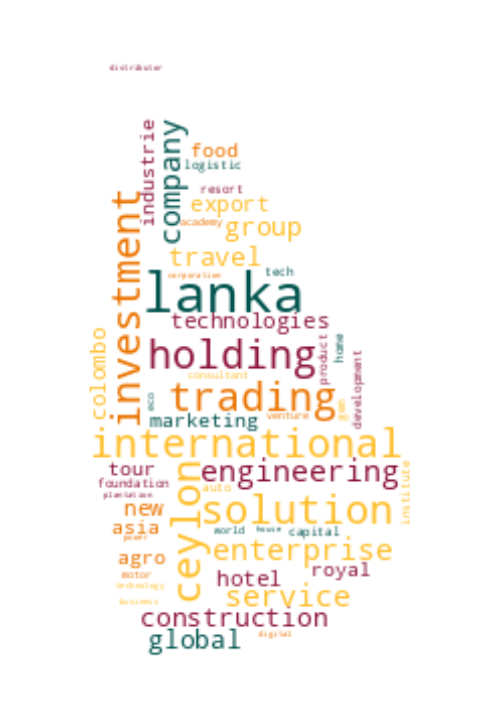 distributor
industrie
company
food
logistic
resort
export
academy
group
investment
travel
corporation
tech
lanka
technologies
colombo
holding
product
home
development
consultant
trading
eco
gem
venture
marketing
international
tour
engineering
foundation
plantation
ceylon
auto
institute
new
solution
asia
world
house
capital
power
enterprise
agro
motor
hotel
royal
technology
service
business
construction
global
digital